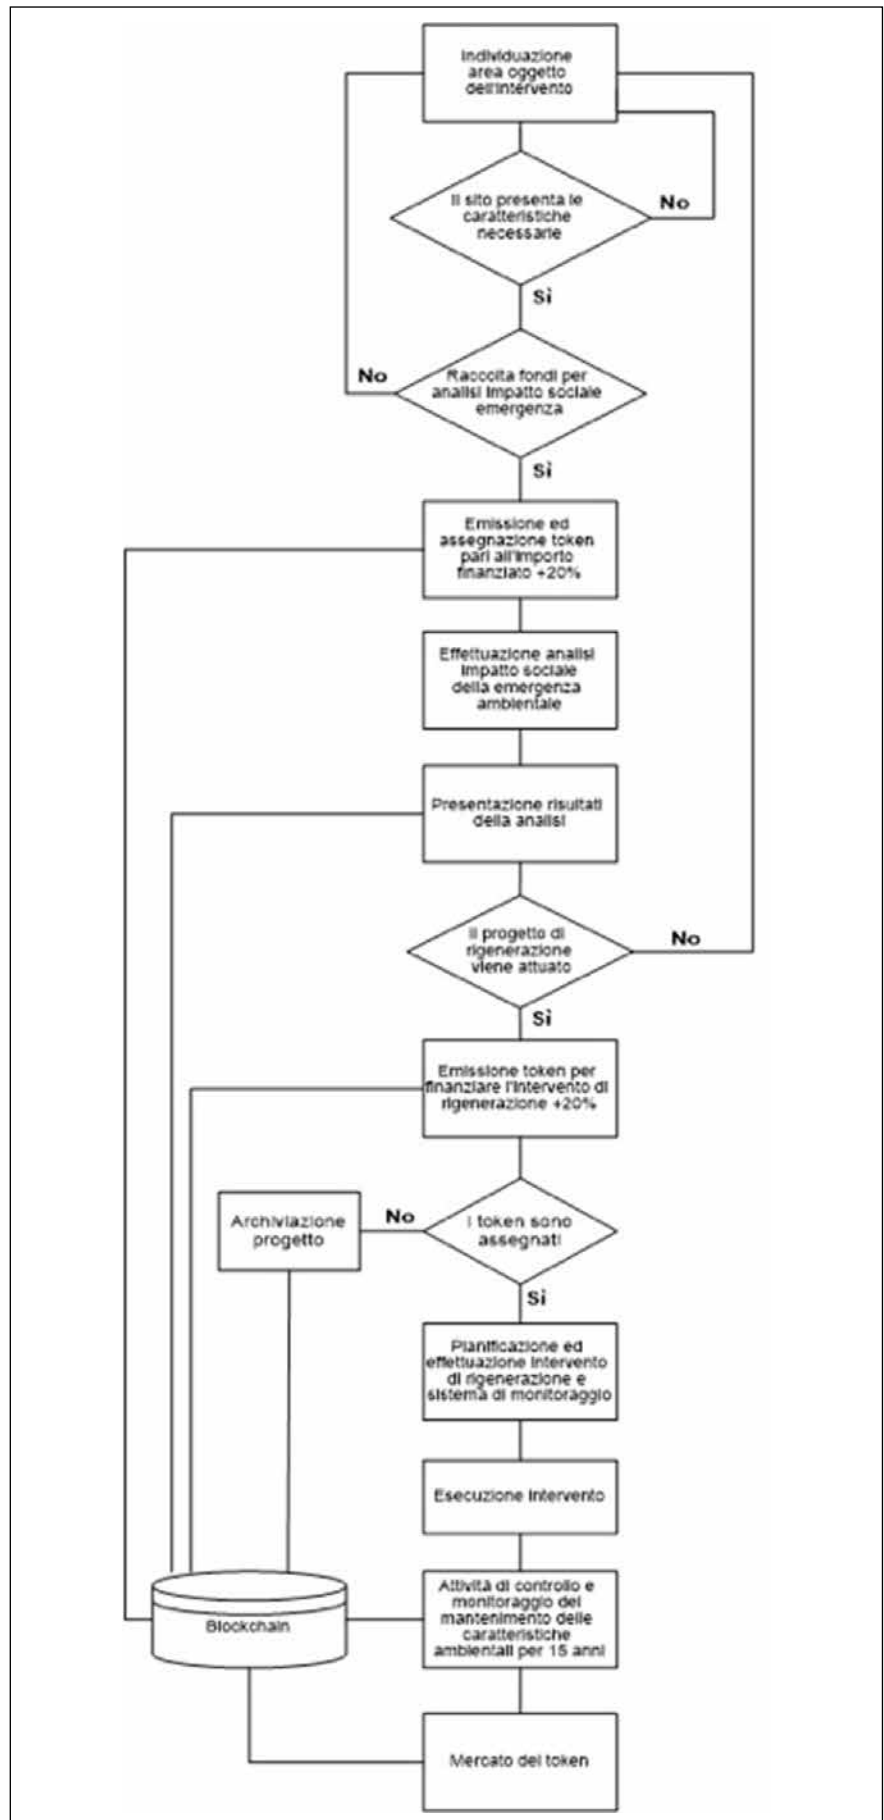 Individuazione
area oggetto
dell'intervento
Il sito presenta le
caratteristiche
necessarie
No
Sì
Raccolta fondi per
analisi impatto sociale
emergenza
No
Sì
Emissione ed
assegnazione token
pari all'importo
finanziato +20%
Effettuazione analisi
impatto sociale
della emergenza
ambientale
Presentazione risultati
della analisi
Il progetto di
rigenerazione
viene attuato
No
Sì
Emissione token per
finanziare l'intervento di
rigenerazione +20%
Archiviazione
progetto
No
I token sono
assegnati
Sì
Pianificazione ed
effettuazione intervento
di rigenerazione e
sistema di monitoraggio
Esecuzione intervento
Attività di controllo e
monitoraggio del
mantenimento delle
caratteristiche
ambientali per 15 anni
Blockchain
Mercato dei token